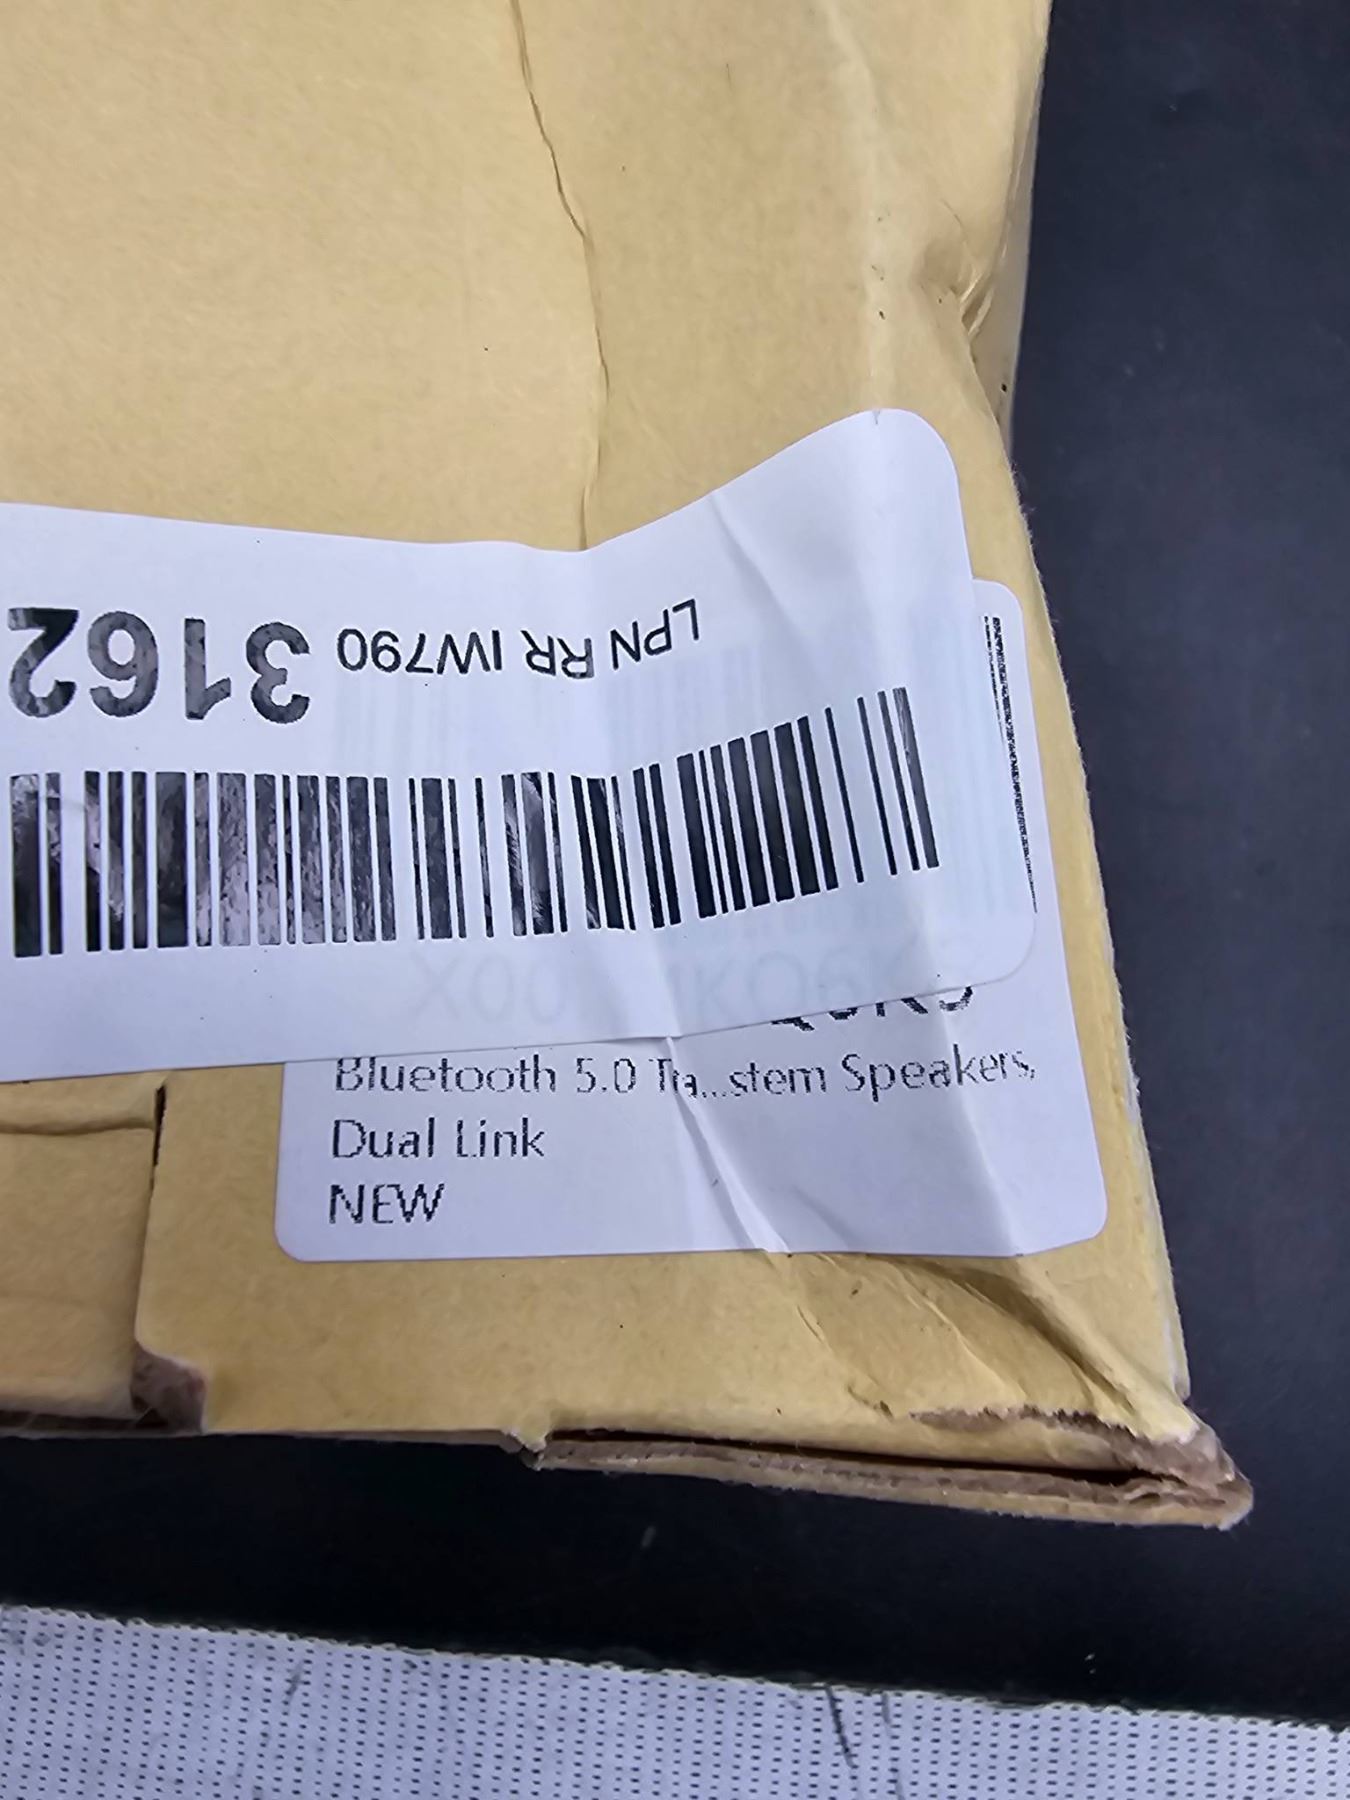 LPN RR IW790 3162
Bluetooth 5.0 Tra...stem Speakers,
Dual Link
NEW